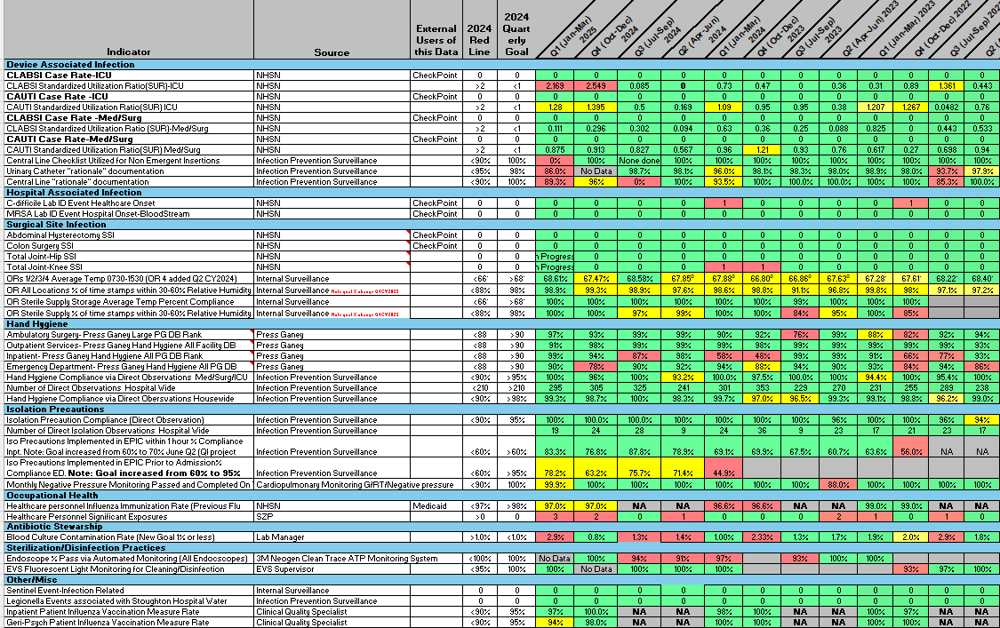 Indicator Source External Users of this Data 2024 Red Line 2024 Quart erly Goal Q1 (Jan-Mar) 2025 Q4 (Oct-Dec) 2024 Q3 (Jul-Sep) 2024 Q2 (Apr-Jun) 2024 Q1 (Jan-Mar) 2024 Q4 (Oct-Dec) 2023 Q3 (Jul-Sep) 2023 Q2 (Apr-Jun) 2023 Q1 (Jan-Mar) 2023 Q4 (Oct-Dec) 2022 Q3 (Jul-Sep) 2022 Q2 (
Device Associated Infection
CLABSI Case Rate-ICU NHSN CheckPoint 0 0 0 0 0 0 0 0 0 0 0 0 0 0
CLABSI Standardized Utilization Ratio(SUR)-ICU NHSN >2 <1 2.169 2.549 0.085 0 0.73 0.47 0 0.36 0.31 0.89 1.361 0.443
CAUTI Case Rate -ICU NHSN CheckPoint 0 0 0 0 0 0 0 0 0 0 0 0 0 0
CAUTI Standardized Utilization Ratio(SUR) ICU NHSN >2 <1 1.28 1.395 0.5 0.169 1.09 0.95 0.95 0.38 1.207 1.267 0.0482 0.76
CLABSI Case Rate -Med/Surg NHSN CheckPoint 0 0 0 0 0 0 0 0 0 0 0 0 0 0
CLABSI Standardized Utilization Ratio (SUR)-Med/Surg NHSN >2 <1 0.111 0.296 0.302 0.094 0.63 0.36 0.25 0.088 0.825 0 0.443 0.533
CAUTI Case Rate-Med/Surg NHSN CheckPoint 0 0 0 0 0 0 0 0 0 0 0 0 0 0
CAUTI Standardized Utilization Ratio(SUR) Med/Surg NHSN >2 <1 0.875 0.913 0.827 0.567 0.96 1.21 0.93 0.76 0.617 0.27 0.698 0.94
Central Line Checklist Utilized for Non Emergent Insertions Infection Prevention Surveillance <90% 100% 0% 100% None done 100% 100% 100% 100% 100% 100% 100% 100% 100%
Urinary Catheter "rationale" documentation Infection Prevention Surveillance <95% 98% 86.0% No Data 98.7% 98.1% 96.0% 98.1% 98.3% 98.0% 98.9% 98.0% 93.7% 97.9%
Central Line "rationale" documentation Infection Prevention Surveillance <90% 100% 89.3% 96% 0% 100% 93.5% 100% 100.0% 100.0% 100% 100% 85.3% 100.0%
Hospital Associated Infection
C-difficile Lab ID Event Healthcare Onset NHSN CheckPoint 0 0 0 0 0 0 1 0 0 0 0 1 0 0
MRSA Lab ID Event Hospital Onset-BloodStream NHSN CheckPoint 0 0 0 0 0 0 0 0 0 0 0 0 0 0
Surgical Site Infection
Abdominal Hysterectomy SSI NHSN CheckPoint 0 0 0 0 0 0 0 0 0 0 0 0 0 0
Colon Surgery SSI NHSN CheckPoint 0 0 0 0 0 0 0 0 0 0 0 0 0 0
Total Joint-Hip SSI NHSN 0 0 n Progress 0 0 0 0 0 0 0 0 0 0 0
Total Joint-Knee SSI NHSN 0 0 n Progress 0 0 0 1 1 0 0 0 0 0 0
ORs 1/2/3/4 Average Temp 0730-1530 (OR 4 added Q2 CY2024) Internal Surveillance <66° >68° 68.61% 67.47% 68.58% 67.85° 67.88° 66.80° 66.86° 67.63° 67.28° 67.61° 68.22° 68.40°
OR All Locations % of time stamps within 30-60% Relative Humidity Internal Surveillance Note goal % change Q1CY2023 <88% 98% 98.9% 99.3% 98.9% 97.6% 98.6% 98.8% 91.1% 96.8% 99.8% 98% 97.1% 97.2%
OR Sterile Supply Storage Average Temp Percent Compliance <66° >68° 100% 100% 100% 100% 100% 100% 99% 100% 100% 100%
OR Sterile Supply % of time stamps within 30-60% Relative Humidity Internal Surveillance Note goal % change Q1CY2023 <88% 98% 100% 100% 97% 99% 100% 100% 84% 95% 100% 85%
Hand Hygiene
Ambulatory Surgery- Press Ganey Large PG DB Rank Press Ganey <88 >90 97% 93% 99% 99% 90% 92% 76% 99% 88% 82% 92% 94%
Outpatient Services- Press Ganey Hand Hygiene All Facility DB Press Ganey <88 >90 91% 98% 99% 99% 99% 98% 98% 99% 99% 99% 99% 93%
Inpatient- Press Ganey Hand Hygiene All PG DB Rank Press Ganey <88 >90 99% 94% 87% 98% 58% 48% 99% 99% 91% 66% 77% 93%
Emergency Department- Press Ganey Hand Hygiene All PG DB Press Ganey <88 >90 90% 78% 90% 92% 94% 88% 94% 90% 93% 84% 94% 86%
Hand Hygiene Compliance via Direct Observations Med/Surg/ICU Infection Prevention Surveillance <90% >95% 100% 96% 100% 93.2% 100.0% 97.5% 100.0% 100% 94.4% 100% 95.4% 100%
Number of Direct Observations Hospital Wide Infection Prevention Surveillance <210 >210 295 305 325 241 301 353 229 270 231 255 289 238
Hand Hygiene Compliance via Direct Obersvations Housewide Infection Prevention Surveillance <90% >98% 99.3% 98.7% 100% 98.3% 99.7% 97.0% 96.5% 99.3% 99.1% 98.8% 96.2% 99.0%
Isolation Precautions
Isolation Precaution Compliance (Direct Observation) Infection Prevention Surveillance <90% 95% 100% 100.0% 100.0% 100% 100% 100% 100% 96% 100% 100% 96% 94%
Number of Direct Isolation Observations Hospital Wide Infection Prevention Surveillance 19 24 28 9 24 36 9 23 17 21 23 17
Iso Precautions Implemented in EPIC within 1 hour % Compliance
Inpt. Note: Goal increased from 60% to 70% June Q2 (QI project Infection Prevention Surveillance <60% >60% 83.3% 76.8% 87.8% 78.9% 69.1% 69.9% 67.5% 60.7% 63.6% 56.0% NA NA
Iso Precautions Implemented in EPIC Prior to Admission%
Compliance ED. Note: Goal increased from 60% to 95% Infection Prevention Surveillance <60% >95% 78.2% 63.2% 75.7% 71.4% 44.9%
Monthly Negative Pressure Monitoring Passed and Completed On Cardiopulmonary Monitoring G/RT/Negative pressure <90% 100% 99.9% 100% 100% 100% 100% 100% 100% 88.0% 100% 100% 100% 100%
Occupational Health
Healthcare personnel Influenza Immunization Rate (Previous Flu NHSN Medicaid <97% >98% 97.0% 97.0% NA NA 96.6% 96.6% NA NA 99.0% 99.0% NA NA
Healthcare Personnel Significant Exposures SZP >0 0 3 2 0 1 0 0 0 2 1 0 1 0
Antibiotic Stewarship
Blood Culture Contamination Rate (New Goal 1% or less) Lab Manager >1.0% <1.0% 2.9% 0.8% 1.3% 1.4% 1.00% 2.33% 1.3% 1.7% 1.9% 2.0% 2.9% 1.8%
Sterilization/Disinfection Practices
Endoscope % Pass via Automated Monitoring (All Endocscopes) 3M Neogen Clean Trace ATP Monitoring System <100% 100% No Data 100% 94% 91% 97% 93% 100% 100%
EVS Fluorescent Light Monitoring for Cleaning/Disinfection EVS Supervisor <95% 100% 100% No Data 100% 100% 100% 93% 97% 100%
Other/Misc
Sentinel Event-Infection Related Internal Surveillance 0 0 0 0 0 0 0 0 0 0 0 0 0 0
Legionella Events associated with Stoughton Hospital Water Internal Surveillance 0 0 0 0 0 0 0 0 0 0 0 0 0 0
Inpatient Patient Influenza Vaccination Measure Rate Clinical Quality Specialist <90% 95% 97% 100.0% NA NA 98% 100% NA NA 100% 97% NA NA
Geri-Psych Patient Influenza Vaccination Measure Rate Clinical Quality Specialist <90% 95% 94% 98.0% NA NA 100% 100% NA NA 100% 100% NA NA